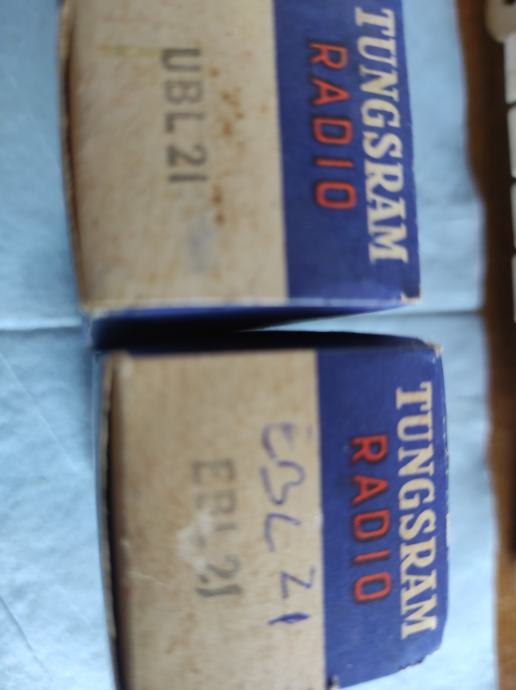 TUNGSRAM
RADIO
UBL 21
TUNGSRAM
RADIO
EBL 21
EBL 21